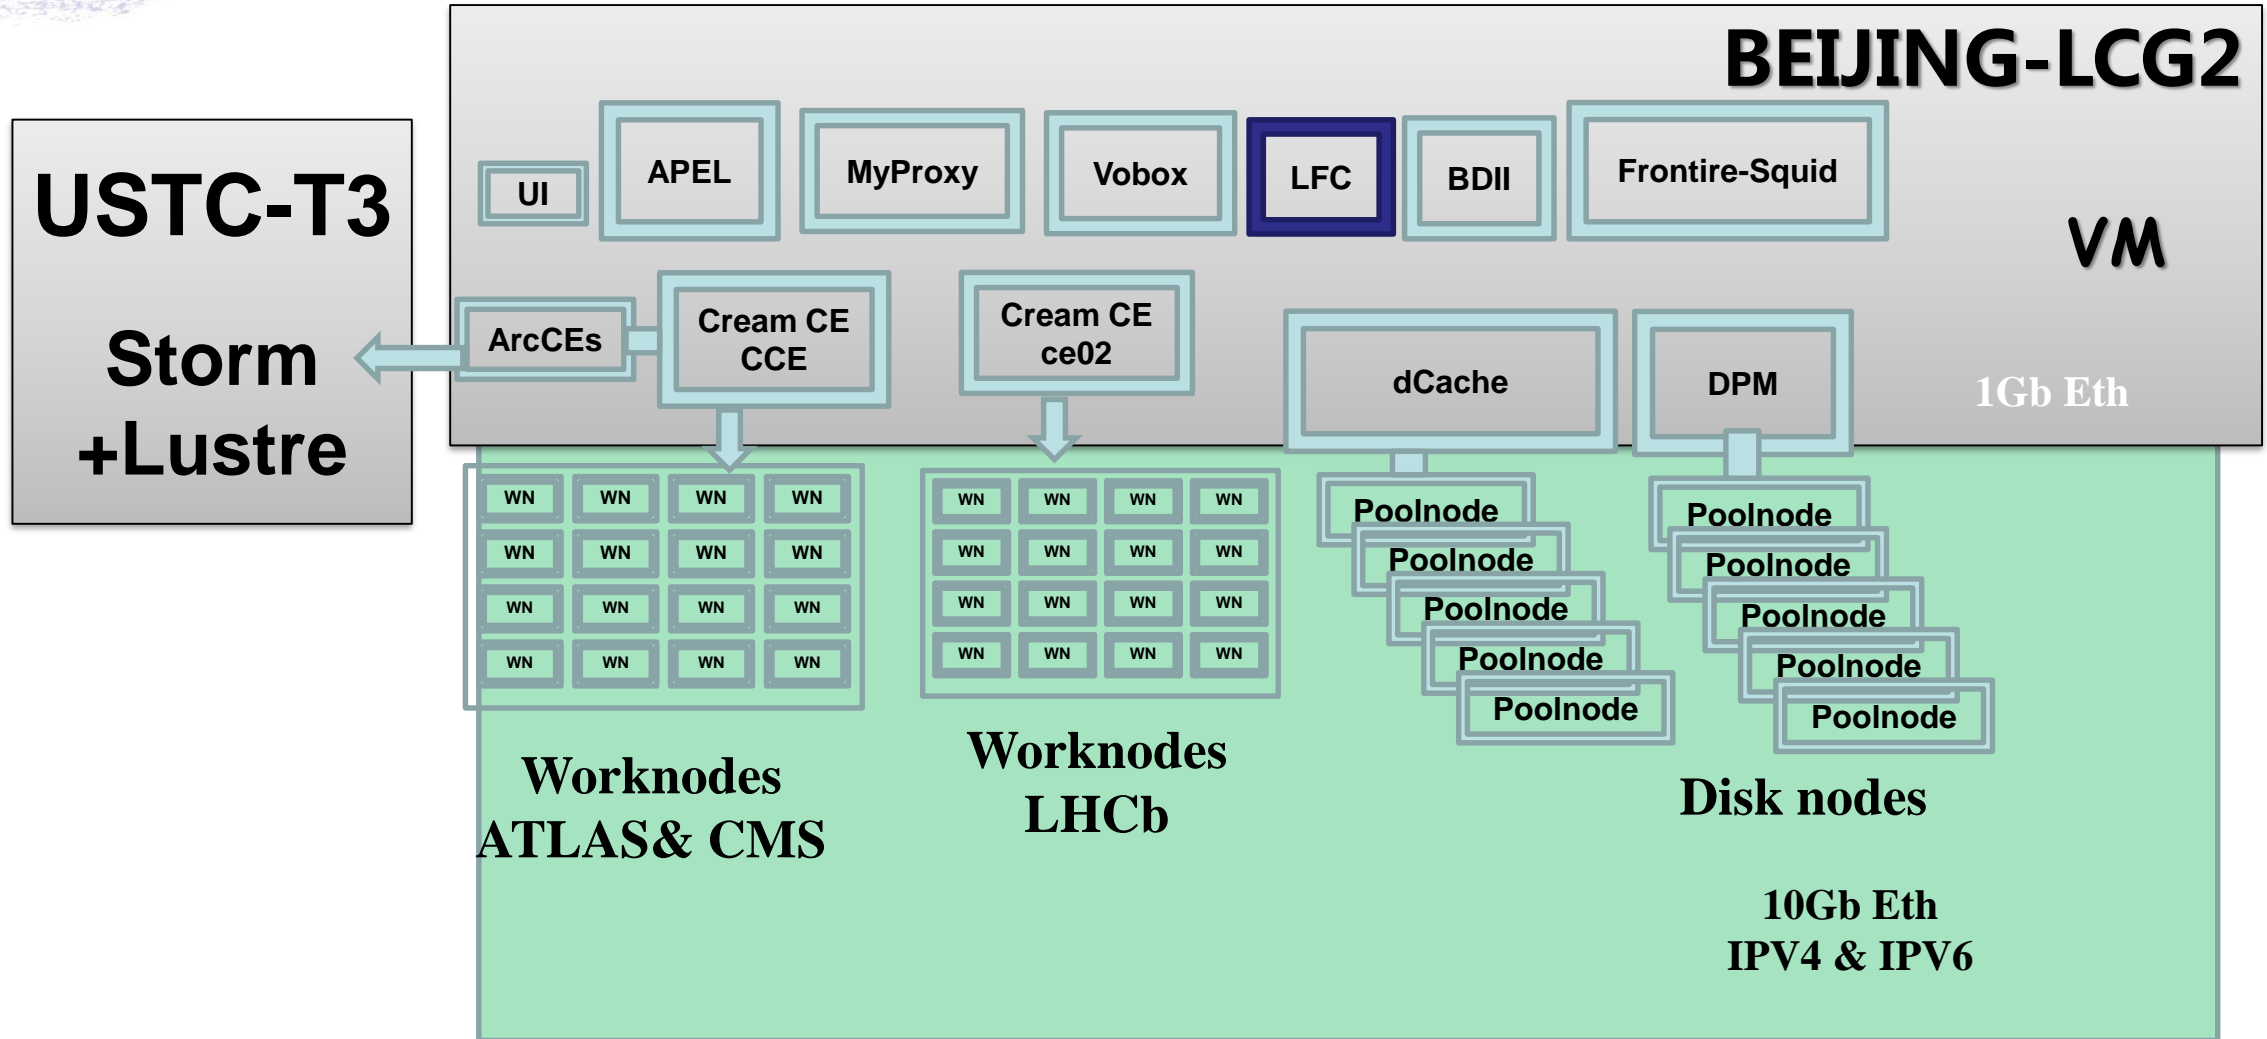 BEIJING-LCG2
USTC-T3
Storm
+Lustre
UI
APEL
MyProxy
Vobox
LFC
BDII
Frontire-Squid
VM
ArcCEs
Cream CE
CCE
Cream CE
ce02
dCache
DPM
1Gb Eth
WN WN WN WN
WN WN WN WN
WN WN WN WN
WN WN WN WN
WN WN WN WN
WN WN WN WN
WN WN WN WN
WN WN WN WN
Poolnode
Poolnode
Poolnode
Poolnode
Poolnode
Poolnode
Poolnode
Poolnode
Poolnode
Poolnode
Worknodes
ATLAS& CMS
Worknodes
LHCb
Disk nodes
10Gb Eth
IPV4 & IPV6